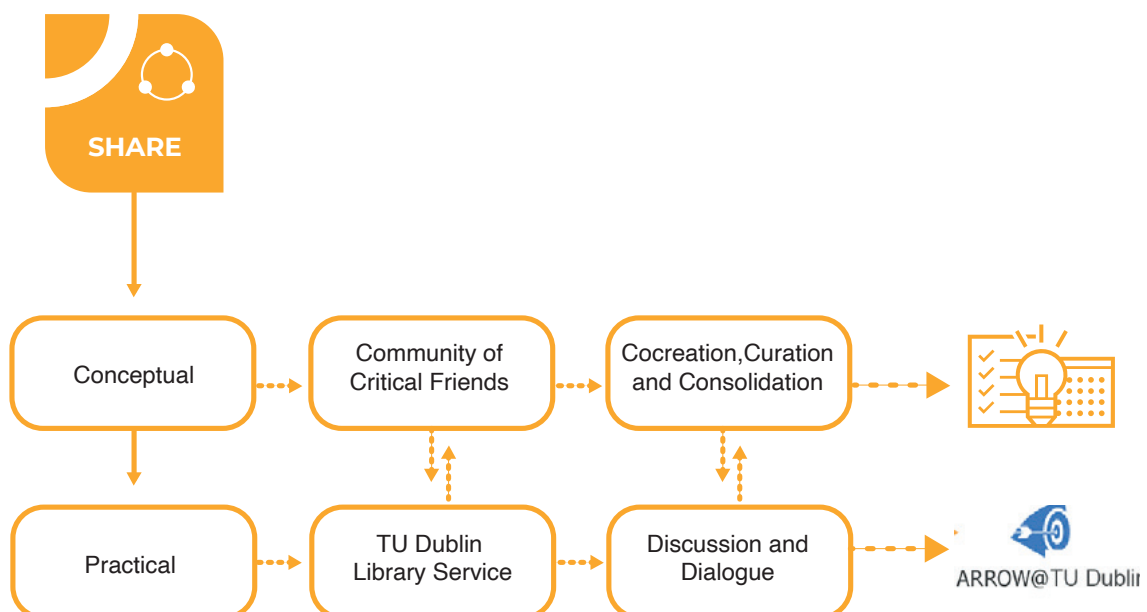 SHARE
Conceptual
Community of
Critical Friends
Cocreation,Curation
and Consolidation
Practical
TU Dublin
Library Service
Discussion and
Dialogue
ARROW@TU Dublin